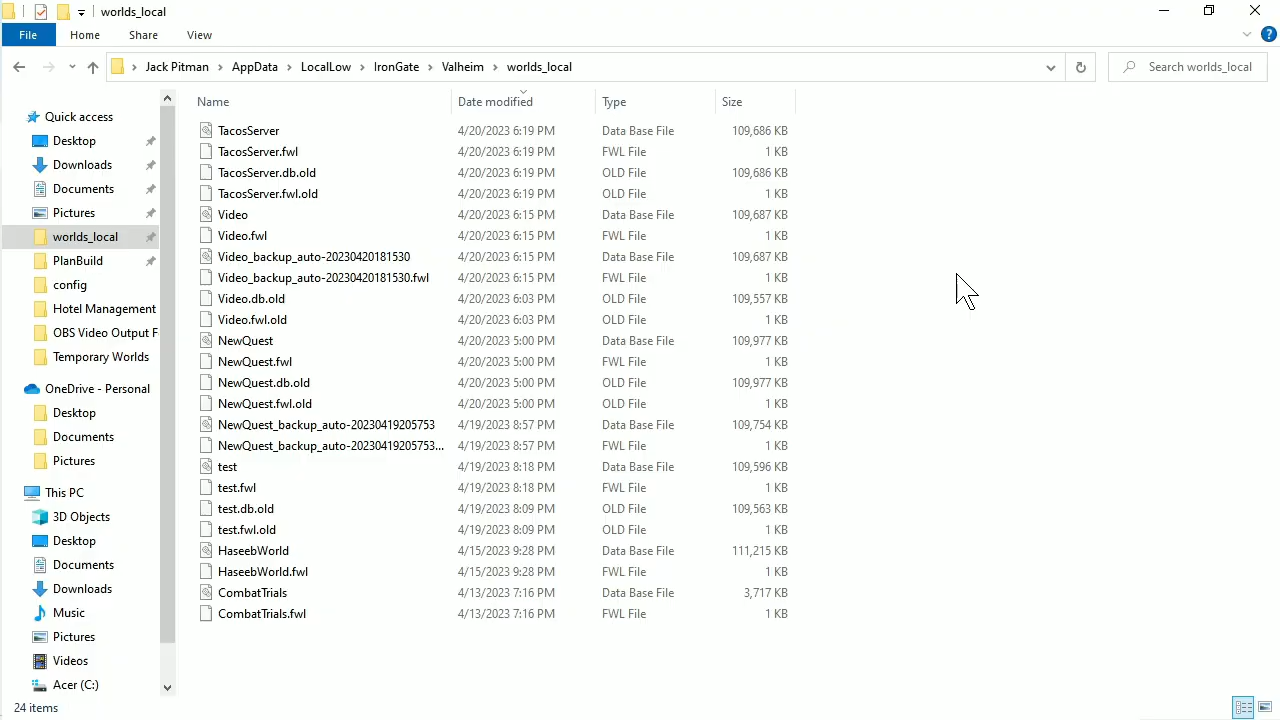 worlds_local
File Home Share View
Jack Pitman AppData LocalLow IronGate Valheim worlds_local Search worlds_local
Name Date modified Type Size
Quick access
Desktop
Downloads
Documents
Pictures
worlds_local
PlanBuild
config
Hotel Management
OBS Video Output F
Temporary Worlds
OneDrive - Personal
Desktop
Documents
Pictures
This PC
3D Objects
Desktop
Documents
Downloads
Music
Pictures
Videos
Acer (C:)
TacosServer 4/20/2023 6:19 PM Data Base File 109,686 KB
TacosServer.fwl 4/20/2023 6:19 PM FWL File 1 KB
TacosServer.db.old 4/20/2023 6:19 PM OLD File 109,686 KB
TacosServer.fwl.old 4/20/2023 6:19 PM OLD File 1 KB
Video 4/20/2023 6:15 PM Data Base File 109,687 KB
Video.fwl 4/20/2023 6:15 PM FWL File 1 KB
Video_backup_auto-20230420181530 4/20/2023 6:15 PM Data Base File 109,687 KB
Video_backup_auto-20230420181530.fwl 4/20/2023 6:15 PM FWL File 1 KB
Video.db.old 4/20/2023 6:03 PM OLD File 109,557 KB
Video.fwl.old 4/20/2023 6:03 PM OLD File 1 KB
NewQuest 4/20/2023 5:00 PM Data Base File 109,977 KB
NewQuest.fwl 4/20/2023 5:00 PM FWL File 1 KB
NewQuest.db.old 4/20/2023 5:00 PM OLD File 109,977 KB
NewQuest.fwl.old 4/20/2023 5:00 PM OLD File 1 KB
NewQuest_backup_auto-20230419205753 4/19/2023 8:57 PM Data Base File 109,754 KB
NewQuest_backup_auto-20230419205753... 4/19/2023 8:57 PM FWL File 1 KB
test 4/19/2023 8:18 PM Data Base File 109,596 KB
test.fwl 4/19/2023 8:18 PM FWL File 1 KB
test.db.old 4/19/2023 8:09 PM OLD File 109,563 KB
test.fwl.old 4/19/2023 8:09 PM OLD File 1 KB
HaseebWorld 4/15/2023 9:28 PM Data Base File 111,215 KB
HaseebWorld.fwl 4/15/2023 9:28 PM FWL File 1 KB
CombatTrials 4/13/2023 7:16 PM Data Base File 3,717 KB
CombatTrials.fwl 4/13/2023 7:16 PM FWL File 1 KB
24 items